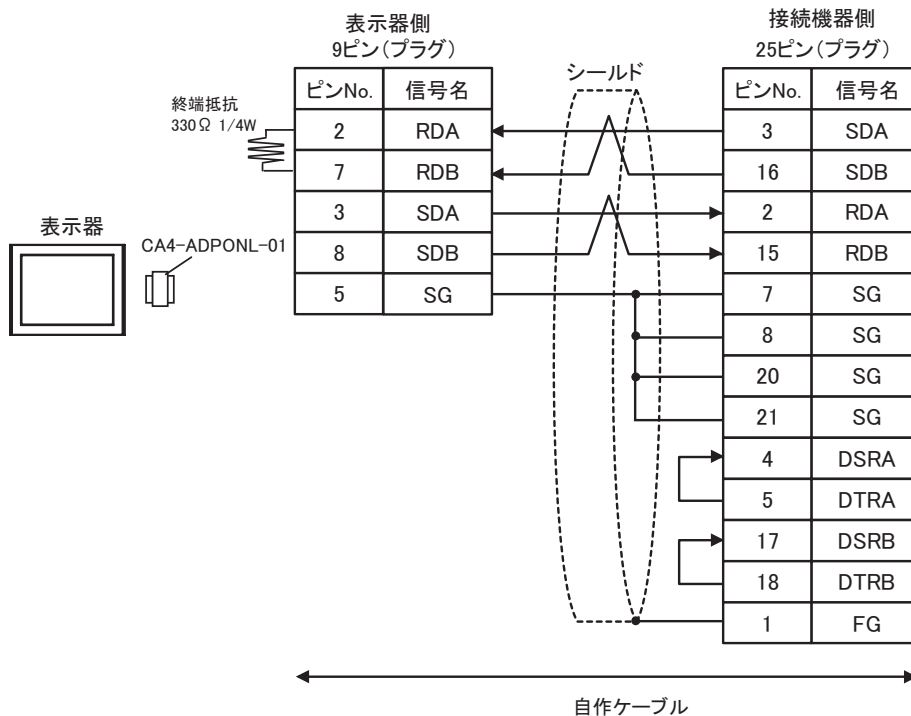 表示器側
9ピン(プラグ)
接続機器側
25ピン(プラグ)
シールド
終端抵抗
330Ω 1/4W
表示器
CA4-ADPONL-01
ピンNo. 信号名
2 RDA
7 RDB
3 SDA
8 SDB
5 SG
ピンNo. 信号名
3 SDA
16 SDB
2 RDA
15 RDB
7 SG
8 SG
20 SG
21 SG
4 DSRA
5 DTRA
17 DSRB
18 DTRB
1 FG
自作ケーブル